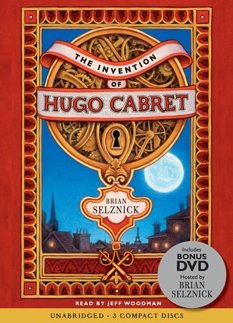 THE INVENTION
OF
HUGO CABRET
BRIAN
SELZNICK
Includes
BONUS
DVD
Hosted by
BRIAN
SELZNICK
READ BY JEFF WOODMAN
UNABRIDGED • 3 COMPACT DISCS